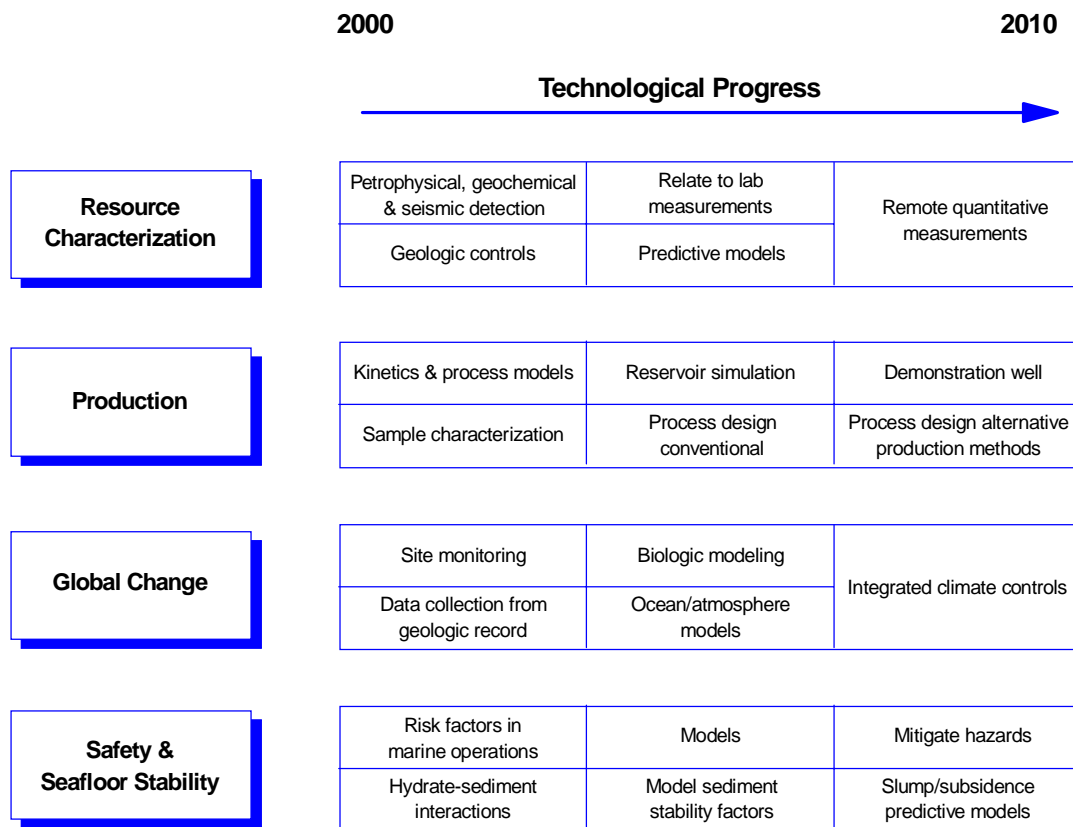 2000
2010
Technological Progress
Resource
Characterization
Petrophysical, geochemical
& seismic detection
Relate to lab
measurements
Remote quantitative
measurements
Geologic controls
Predictive models
Production
Kinetics & process models
Reservoir simulation
Demonstration well
Sample characterization
Process design
conventional
Process design alternative
production methods
Global Change
Site monitoring
Biologic modeling
Integrated climate controls
Data collection from
geologic record
Ocean/atmosphere
models
Safety &
Seafloor Stability
Risk factors in
marine operations
Models
Mitigate hazards
Hydrate-sediment
interactions
Model sediment
stability factors
Slump/subsidence
predictive models